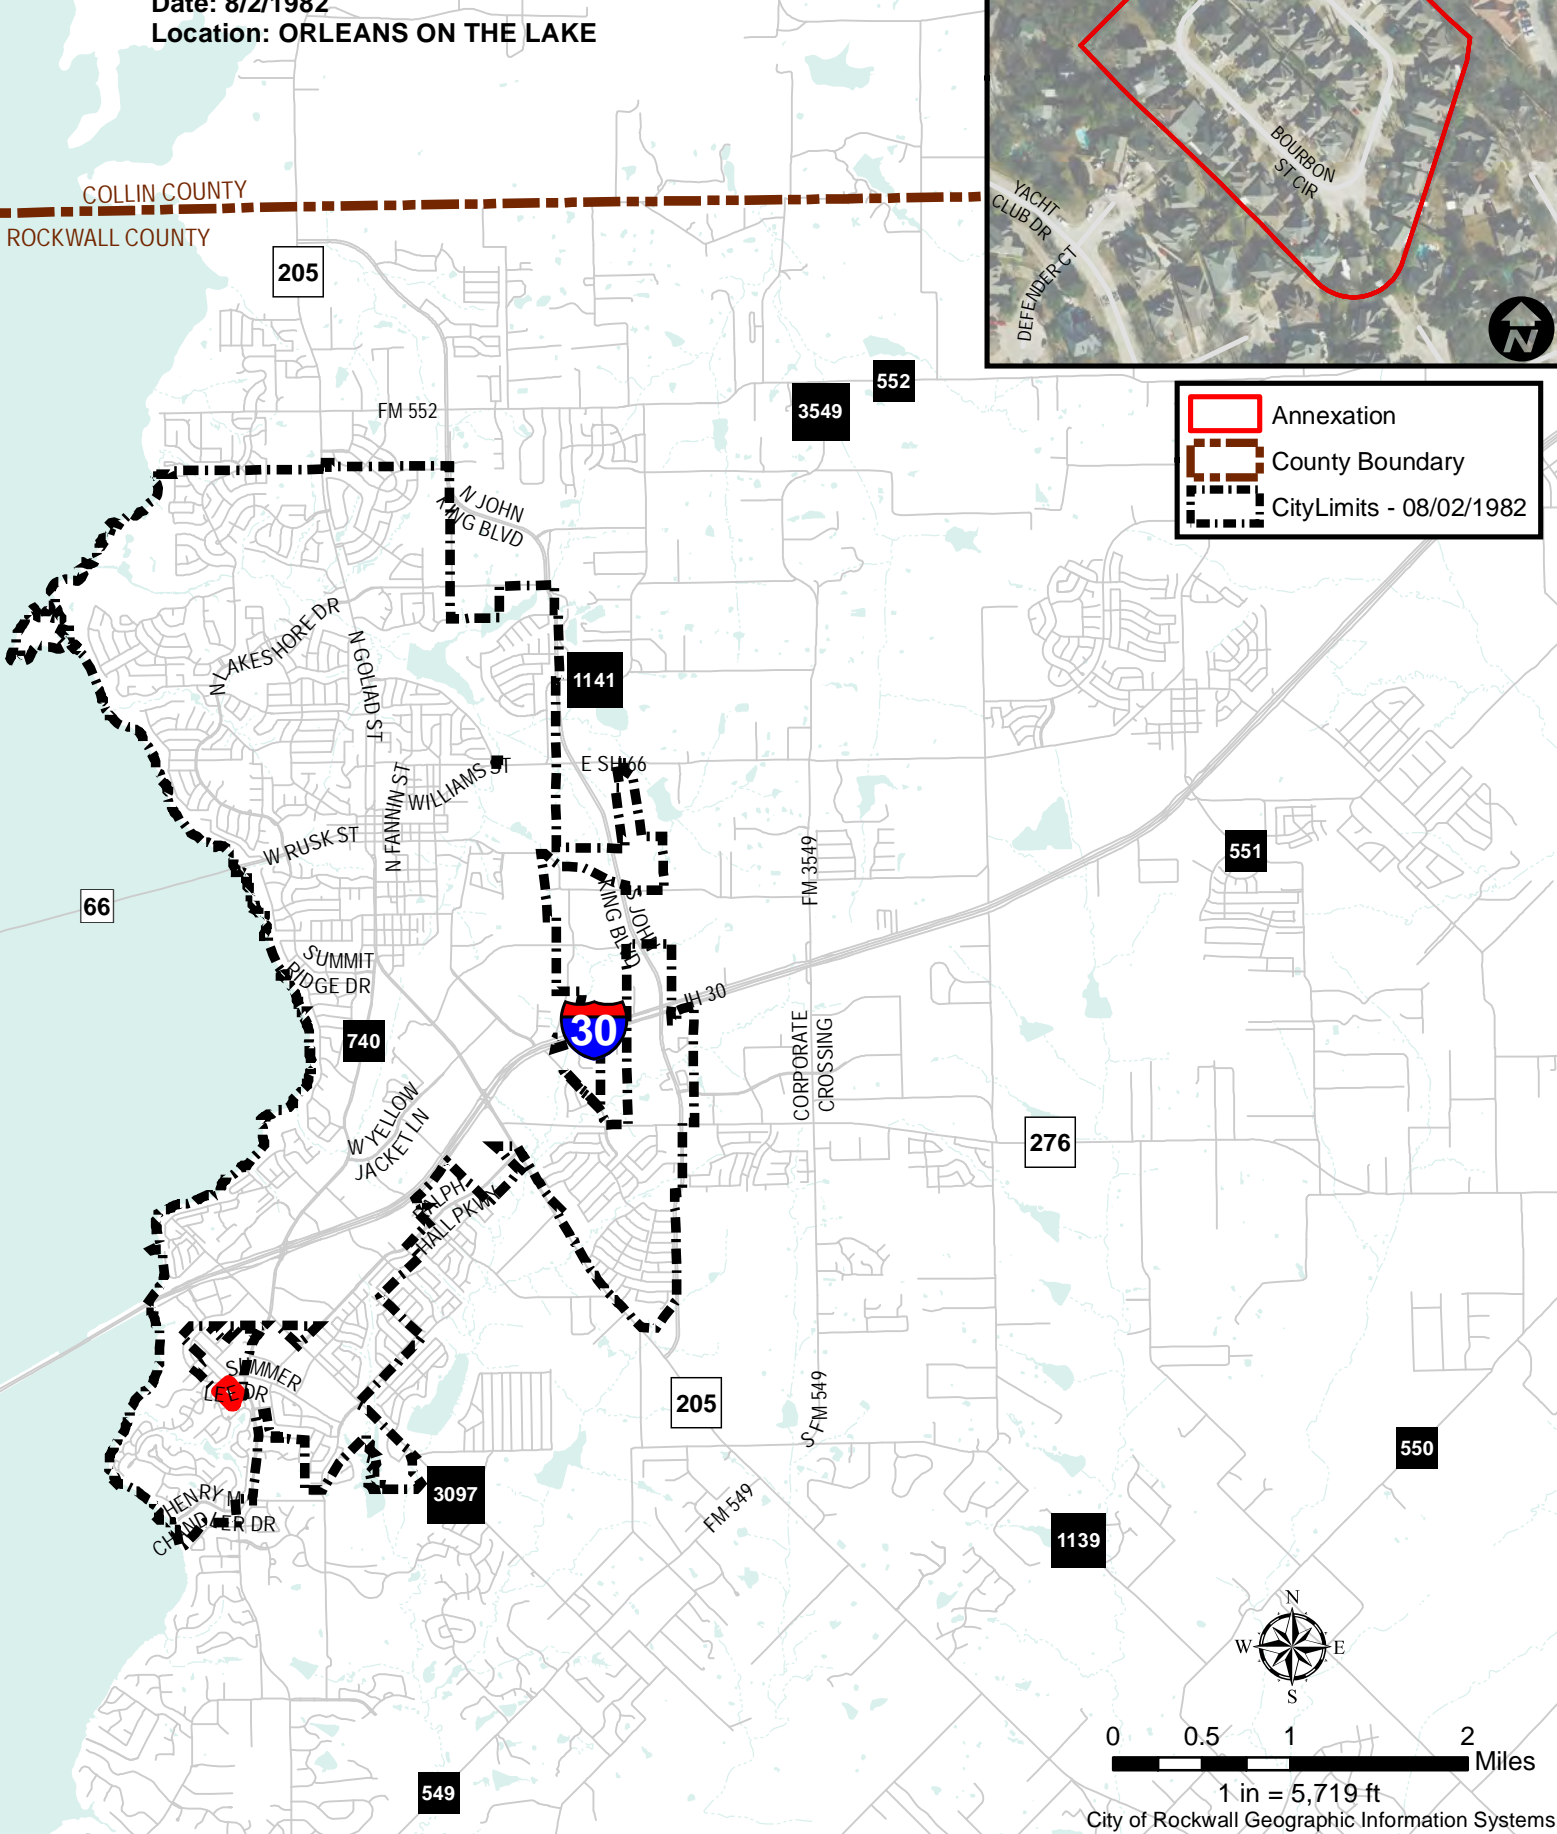 Date: 8/2/1982
Location: ORLEANS ON THE LAKE
BOURBON
ST CIR
YACHT
CLUB DR
DEFENDER CT
N
COLLIN COUNTY
ROCKWALL COUNTY
205
552
3549
FM 552
Annexation
County Boundary
CityLimits - 08/02/1982
N JOHN
KING BLVD
N LAKESHORE DR
N GOLIAD ST
1141
E SH 66
WILLIAMS ST
N FANNIN ST
W RUSK ST
FM 3549
551
66
S JOHN
KING BLVD
SUMMIT
RIDGE DR
IH 30
30
740
CORPORATE
CROSSING
W YELLOW
JACKET LN
276
RALPH
HALL PKWY
SUMMER
LEE DR
205
S FM 549
550
3097
HENRY M
CHANDLER DR
FM 549
1139
N
W E
S
0 0.5 1 2
Miles
549
1 in = 5,719 ft
City of Rockwall Geographic Information Systems